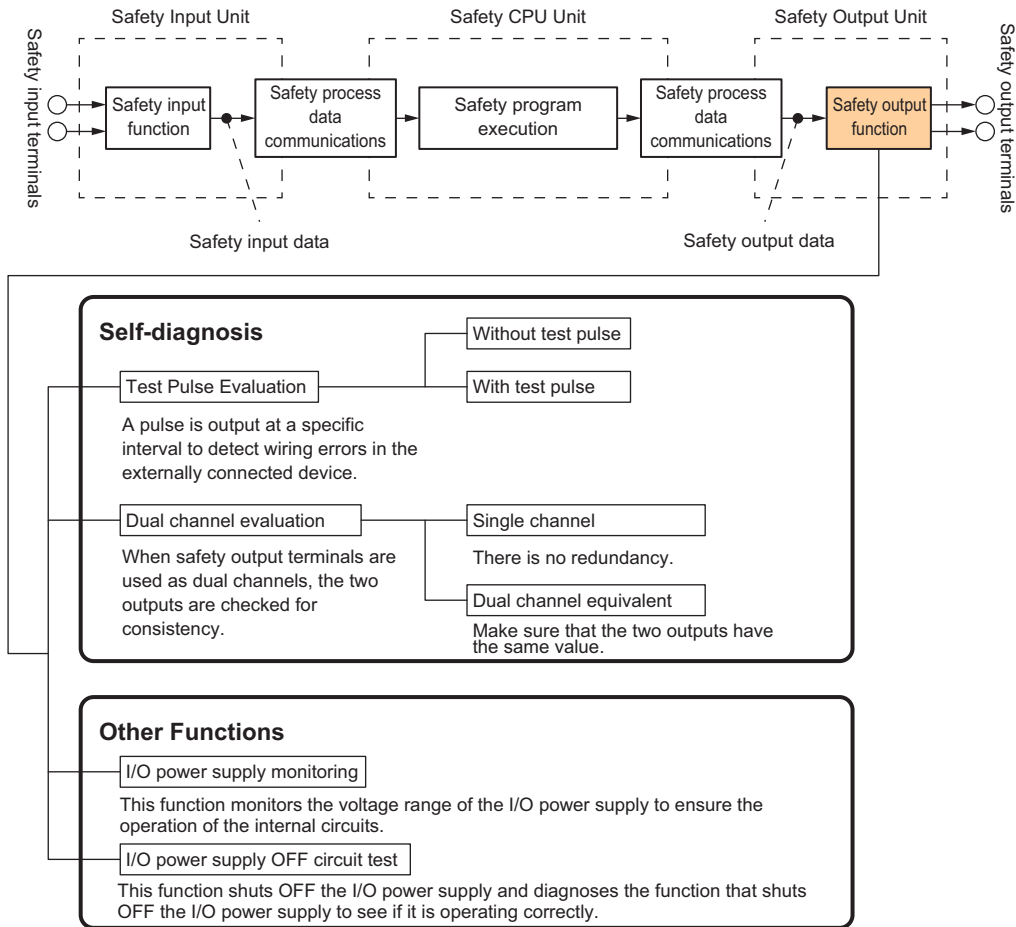 Safety Input Unit
Safety CPU Unit
Safety Output Unit
Safety input terminals
Safety input
function
Safety process
data
communications
Safety program
execution
Safety process
data
communications
Safety output
function
Safety output terminals
Safety input data
Safety output data
Self-diagnosis
Without test pulse
Test Pulse Evaluation
With test pulse
A pulse is output at a specific
interval to detect wiring errors in the
externally connected device.
Dual channel evaluation
Single channel
When safety output terminals are
used as dual channels, the two
outputs are checked for
consistency.
There is no redundancy.
Dual channel equivalent
Make sure that the two outputs have
the same value.
Other Functions
I/O power supply monitoring
This function monitors the voltage range of the I/O power supply to ensure the
operation of the internal circuits.
I/O power supply OFF circuit test
This function shuts OFF the I/O power supply and diagnoses the function that shuts
OFF the I/O power supply to see if it is operating correctly.